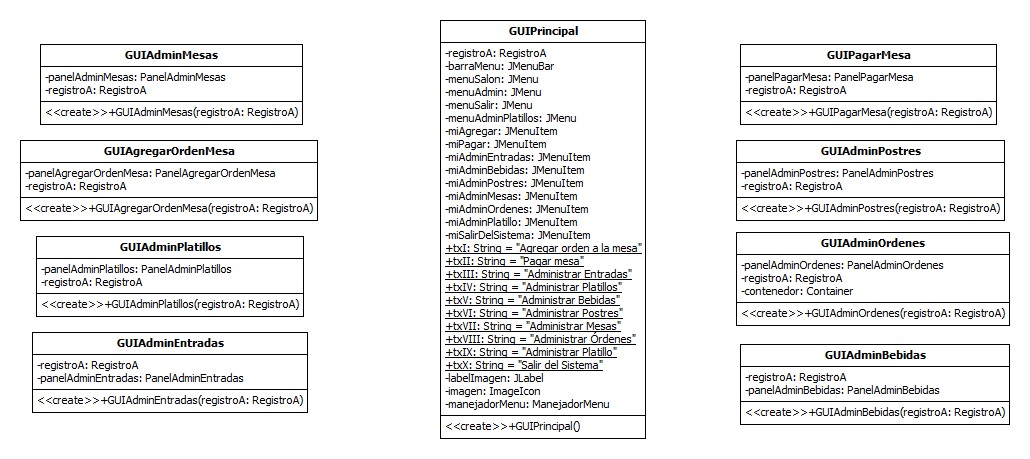 GUIAdminMesas
-panelAdminMesas: PanelAdminMesas
-registroA: RegistroA
<<create>>+GUIAdminMesas(registroA: RegistroA)
GUIAgregarOrdenMesa
-panelAgregarOrdenMesa: PanelAgregarOrdenMesa
-registroA: RegistroA
<<create>>+GUIAgregarOrdenMesa(registroA: RegistroA)
GUIAdminPlatillos
-panelAdminPlatillos: PanelAdminPlatillos
-registroA: RegistroA
<<create>>+GUIAdminPlatillos(registroA: RegistroA)
GUIAdminEntradas
-registroA: RegistroA
-panelAdminEntradas: PanelAdminEntradas
<<create>>+GUIAdminEntradas(registroA: RegistroA)
GUIPrincipal
-registroA: RegistroA
-barraMenu: JMenuBar
-menuSalon: JMenu
-menuAdmin: JMenu
-menuSalir: JMenu
-menuAdminPlatillos: JMenu
-miAgregar: JMenuItem
-miPagar: JMenuItem
-miAdminEntradas: JMenuItem
-miAdminBebidas: JMenuItem
-miAdminPostres: JMenuItem
-miAdminMesas: JMenuItem
-miAdminOrdenes: JMenuItem
-miAdminPlatillo: JMenuItem
-miSalirDelSistema: JMenuItem
+txI: String = "Agregar orden a la mesa"
+txII: String = "Pagar mesa"
+txIII: String = "Administrar Entradas"
+txIV: String = "Administrar Platillos"
+txV: String = "Administrar Bebidas"
+txVI: String = "Administrar Postres"
+txVII: String = "Administrar Mesas"
+txVIII: String = "Administrar Órdenes"
+txIX: String = "Administrar Platillo"
+txX: String = "Salir del Sistema"
-labelImagen: JLabel
-imagen: ImageIcon
-manejadorMenu: ManejadorMenu
<<create>>+GUIPrincipal()
GUIPagarMesa
-panelPagarMesa: PanelPagarMesa
-registroA: RegistroA
<<create>>+GUIPagarMesa(registroA: RegistroA)
GUIAdminPostres
-panelAdminPostres: PanelAdminPostres
-registroA: RegistroA
<<create>>+GUIAdminPostres(registroA: RegistroA)
GUIAdminOrdenes
-panelAdminOrdenes: PanelAdminOrdenes
-registroA: RegistroA
-contenedor: Container
<<create>>+GUIAdminOrdenes(registroA: RegistroA)
GUIAdminBebidas
-registroA: RegistroA
-panelAdminBebidas: PanelAdminBebidas
<<create>>+GUIAdminBebidas(registroA: RegistroA)